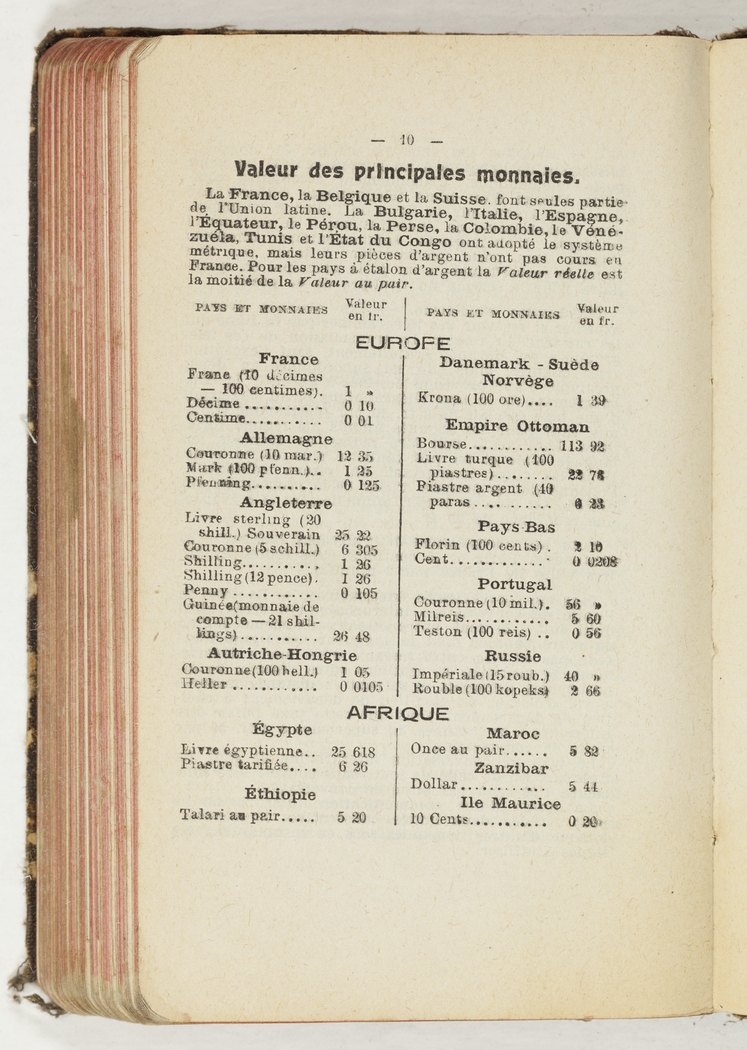 — 10 —
Valeur des principales monnaies.
La France, la Belgique et la Suisse. font seules partie
de l'Union latine. La Bulgarie, l'Italie, l'Espagne,
l'Équateur, le Pérou, la Perse, la Colombie, le Véné-
zuéla, Tunis et l'État du Congo ont adopté le système
métrique, mais leurs pièces d'argent n'ont pas cours en
France. Pour les pays à étalon d'argent la Valeur réelle est
la moitié de la Valeur au pair.
PAYS ET MONNAIES Valeur
en fr.
EUROPE
France
Franc (10 décimes
— 100 centimes). 1 »
Décime ........... 0 10
Centime........... 0 01
Allemagne
Couronne (10 mar.) 12 35
Mark (100 pfenn.).. 1 25
Pfenning.......... 0 125
Angleterre
Livre sterling (20
shill.) Souverain 25 22
Couronne (5 schill.) 6 305
Shilling........... 1 26
Shilling (12 pence). 1 26
Penny ............ 0 105
Guinée (monnaie de
compte — 21 shil-
lings)........... 26 48
Autriche-Hongrie
Couronne (100 hell.) 1 05
Heller ............ 0 0105
PAYS ET MONNAIES Valeur
en fr.
Danemark - Suède
Norvège
Krona (100 ore).... 1 39
Empire Ottoman
Bourse............ 113 92
Livre turque (100
piastres)........ 22 78
Piastre argent (40
paras ........... 23
Pays-Bas
Florin (100 cents) . 2 10
Cent.............. 0 0208
Portugal
Couronne (10 mil.). 56 »
Milreis............ 5 60
Teston (100 reis) .. 0 56
Russie
Impériale (15 roub.) 40 »
Rouble (100 kopeks) 2 66
AFRIQUE
Égypte
Livre égyptienne.. 25 618
Piastre tarifiée.... 6 26
Éthiopie
Talari au pair..... 5 20
Maroc
Once au pair...... 5 82
Zanzibar
Dollar............ 5 44
Ile Maurice
10 Cents........... 0 20